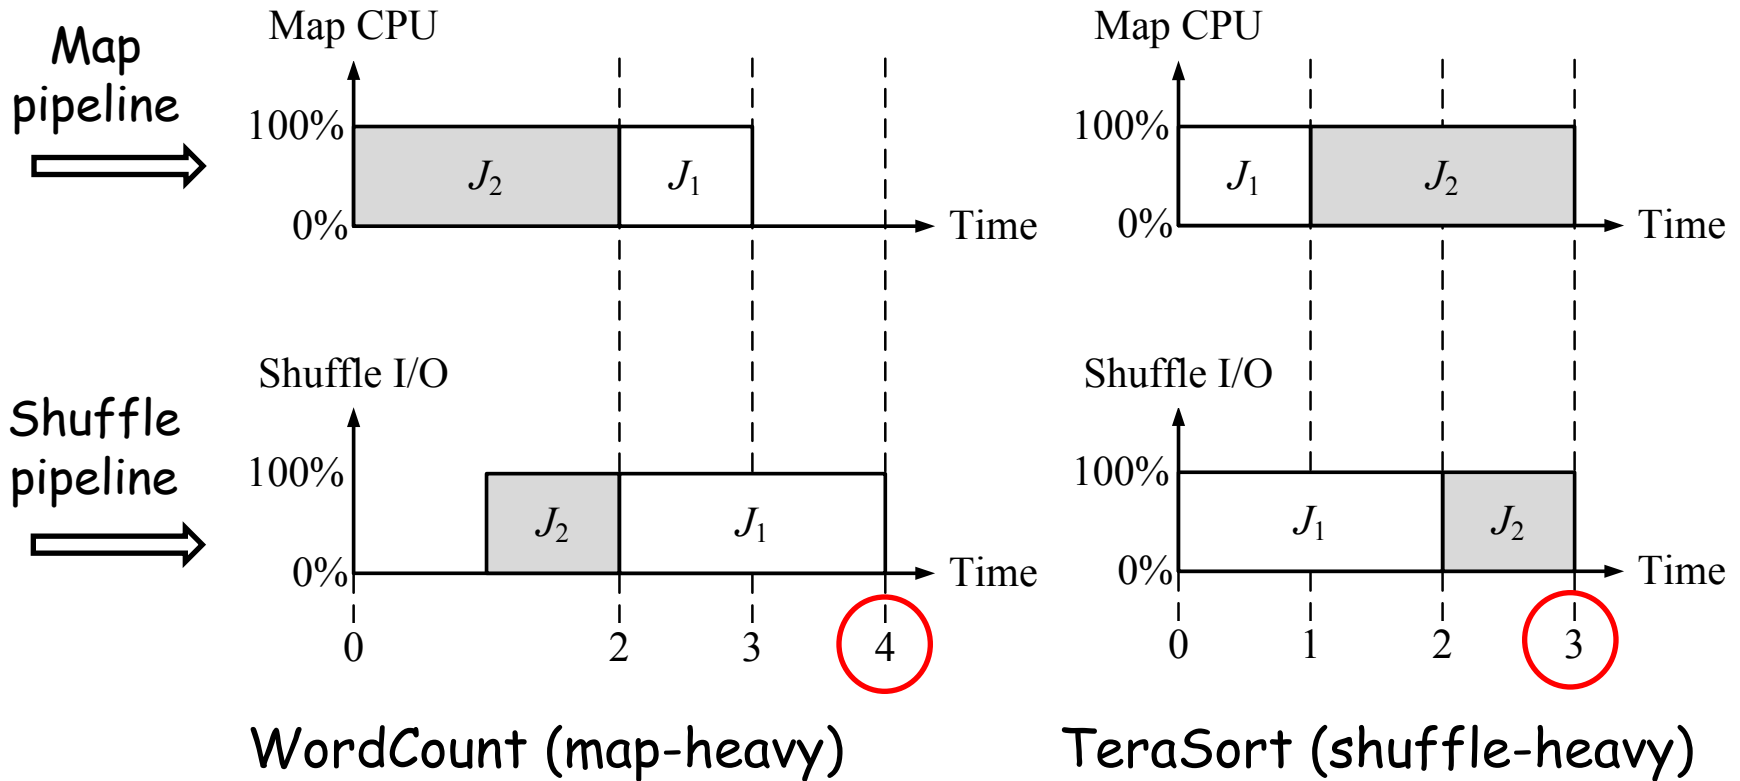 Map
pipeline
Map CPU
100%
0%
J2
J1
Time
Map CPU
100%
0%
J1
J2
Time
Shuffle
pipeline
Shuffle I/O
100%
0%
J2
J1
Time
0 2 3 4
Shuffle I/O
100%
0%
J1
J2
Time
0 1 2 3
WordCount (map-heavy)
TeraSort (shuffle-heavy)